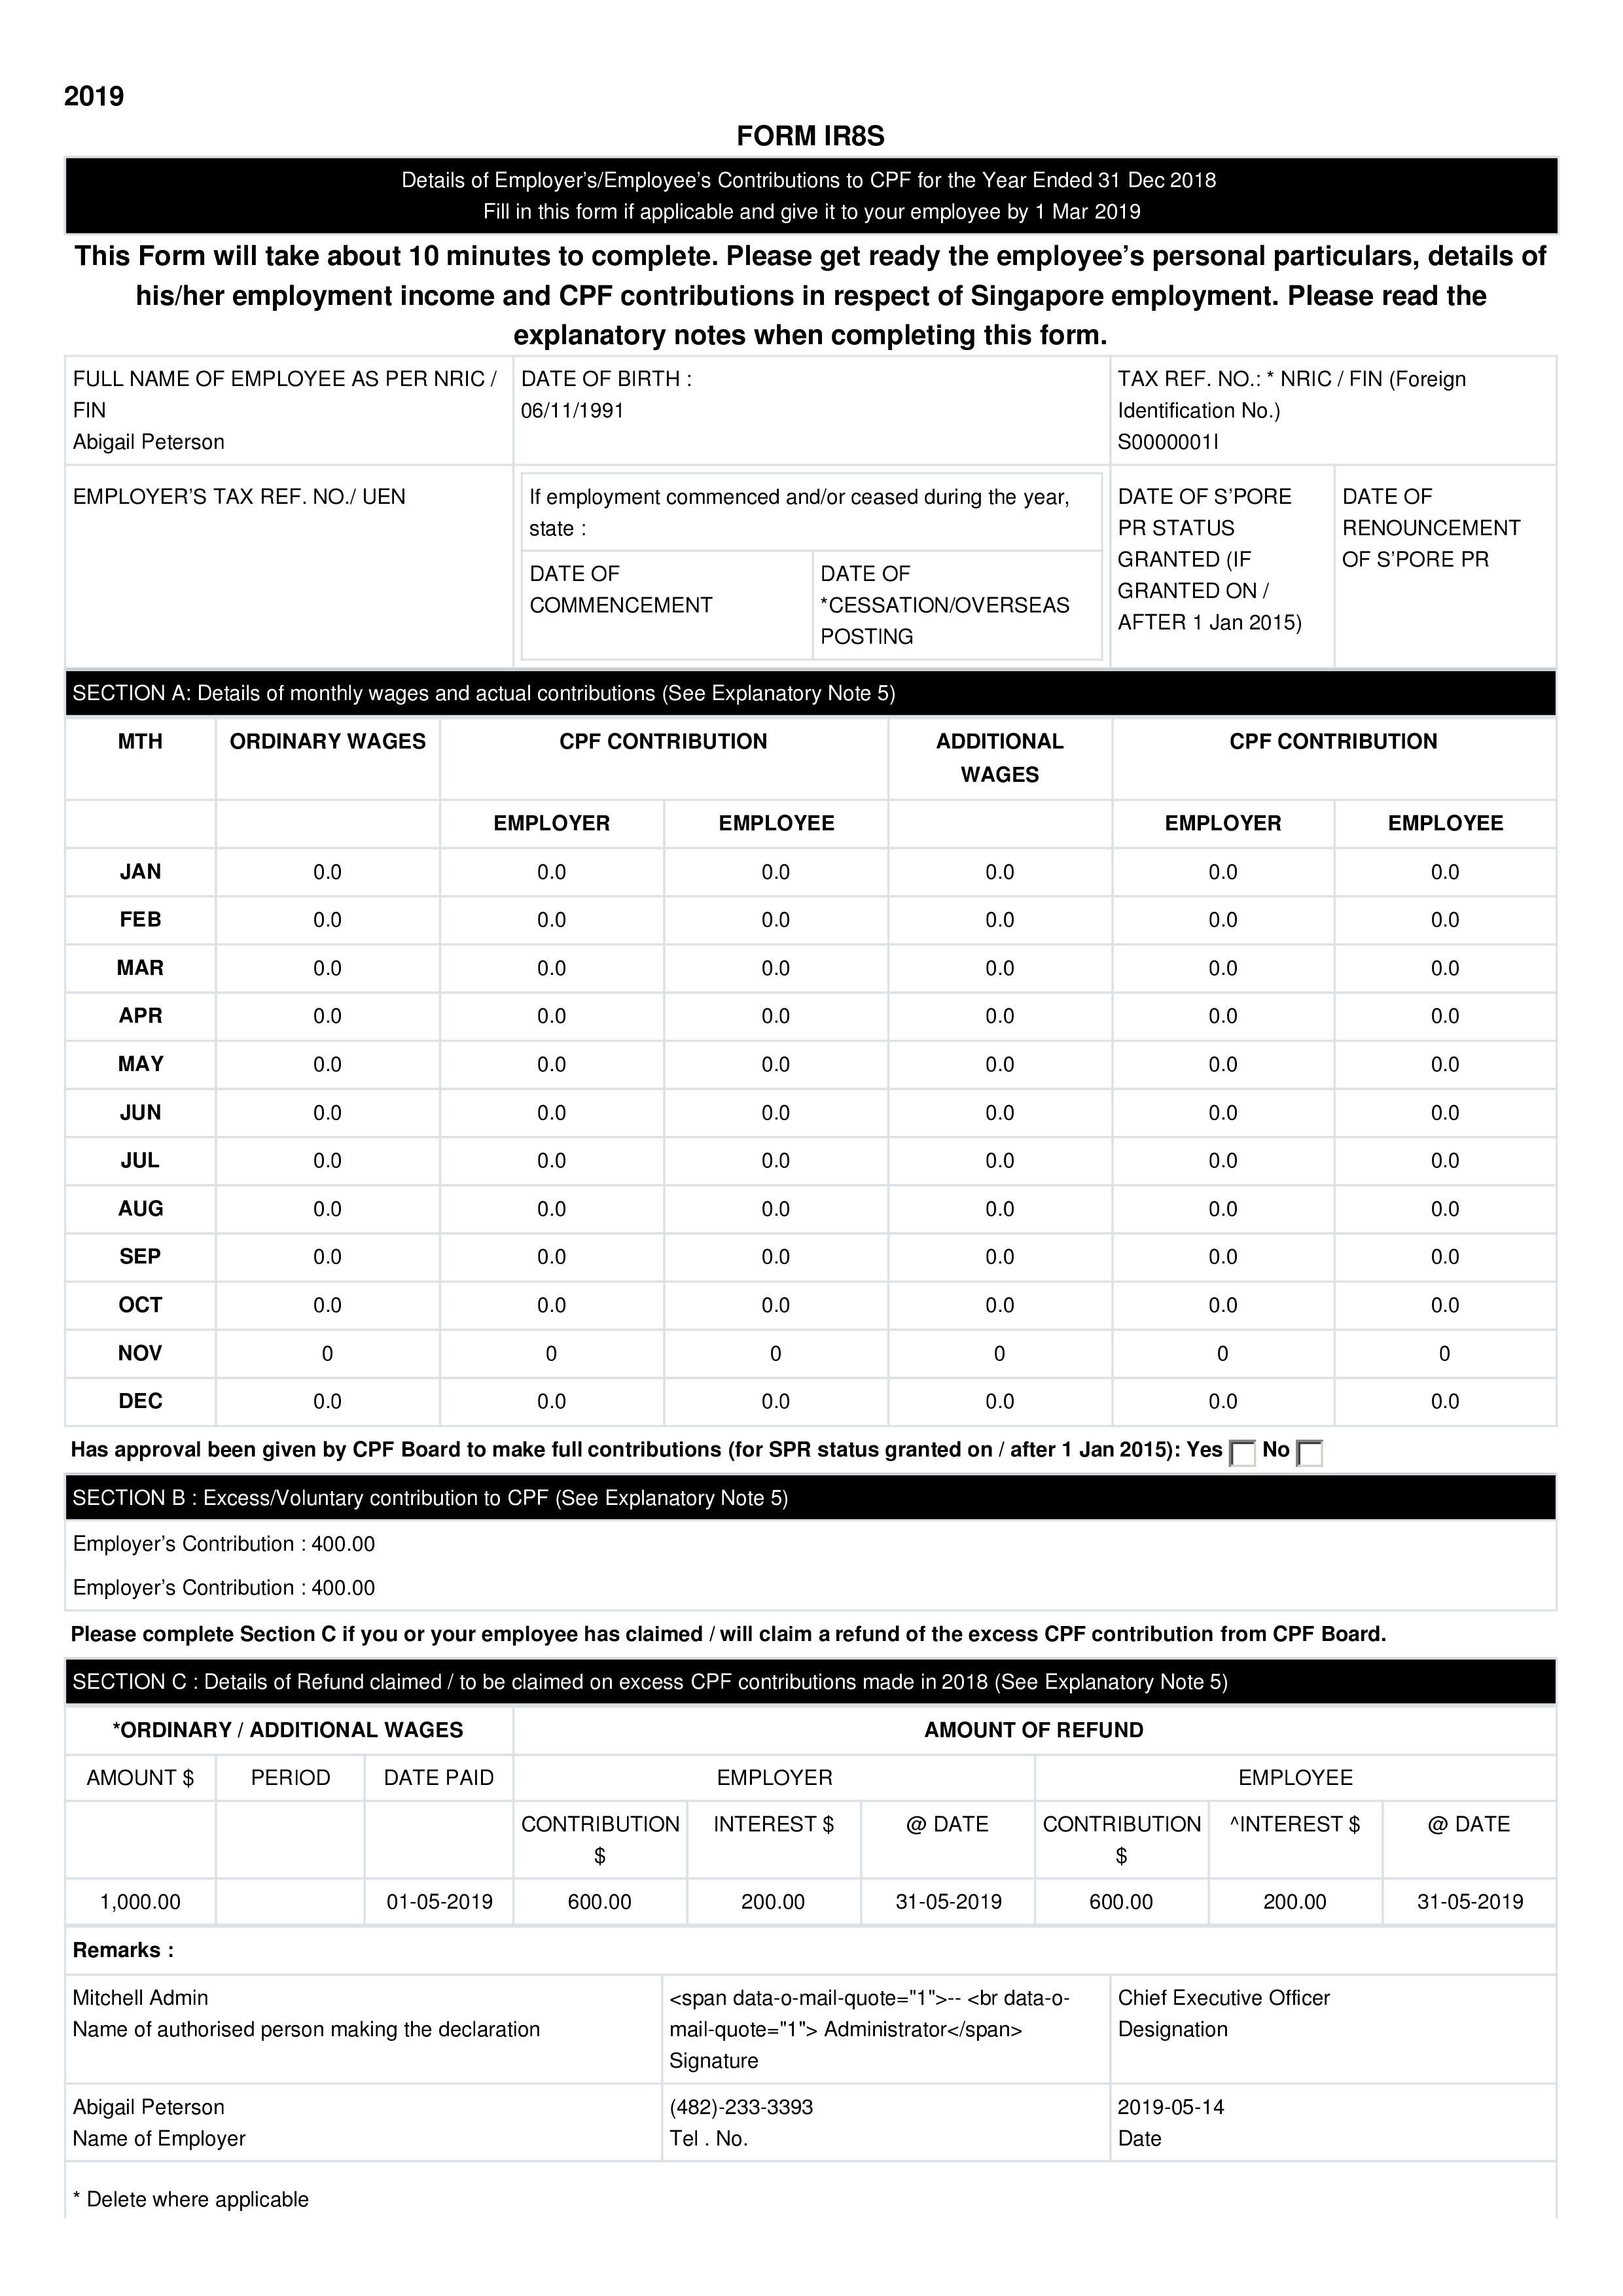 2019
FORM IR8S
Details of Employer’s/Employee’s Contributions to CPF for the Year Ended 31 Dec 2018
Fill in this form if applicable and give it to your employee by 1 Mar 2019
This Form will take about 10 minutes to complete. Please get ready the employee’s personal particulars, details of
his/her employment income and CPF contributions in respect of Singapore employment. Please read the
explanatory notes when completing this form.
FULL NAME OF EMPLOYEE AS PER NRIC /
FIN
Abigail Peterson
DATE OF BIRTH :
06/11/1991
TAX REF. NO.: * NRIC / FIN (Foreign
Identification No.)
S0000001I
EMPLOYER’S TAX REF. NO./ UEN
If employment commenced and/or ceased during the year,
state :
DATE OF
COMMENCEMENT
DATE OF
*CESSATION/OVERSEAS
POSTING
DATE OF S’PORE
PR STATUS
GRANTED (IF
GRANTED ON /
AFTER 1 Jan 2015)
DATE OF
RENOUNCEMENT
OF S’PORE PR
SECTION A: Details of monthly wages and actual contributions (See Explanatory Note 5)
MTH ORDINARY WAGES CPF CONTRIBUTION ADDITIONAL WAGES CPF CONTRIBUTION
EMPLOYER EMPLOYEE EMPLOYER EMPLOYEE
JAN 0.0 0.0 0.0 0.0 0.0 0.0
FEB 0.0 0.0 0.0 0.0 0.0 0.0
MAR 0.0 0.0 0.0 0.0 0.0 0.0
APR 0.0 0.0 0.0 0.0 0.0 0.0
MAY 0.0 0.0 0.0 0.0 0.0 0.0
JUN 0.0 0.0 0.0 0.0 0.0 0.0
JUL 0.0 0.0 0.0 0.0 0.0 0.0
AUG 0.0 0.0 0.0 0.0 0.0 0.0
SEP 0.0 0.0 0.0 0.0 0.0 0.0
OCT 0.0 0.0 0.0 0.0 0.0 0.0
NOV 0 0 0 0 0 0
DEC 0.0 0.0 0.0 0.0 0.0 0.0
Has approval been given by CPF Board to make full contributions (for SPR status granted on / after 1 Jan 2015): Yes No
SECTION B : Excess/Voluntary contribution to CPF (See Explanatory Note 5)
Employer’s Contribution : 400.00
Employer’s Contribution : 400.00
Please complete Section C if you or your employee has claimed / will claim a refund of the excess CPF contribution from CPF Board.
SECTION C : Details of Refund claimed / to be claimed on excess CPF contributions made in 2018 (See Explanatory Note 5)
*ORDINARY / ADDITIONAL WAGES AMOUNT OF REFUND
AMOUNT $ PERIOD DATE PAID EMPLOYER EMPLOYEE
CONTRIBUTION $ INTEREST $ @ DATE CONTRIBUTION $ ^INTEREST $ @ DATE
1,000.00 01-05-2019 600.00 200.00 31-05-2019 600.00 200.00 31-05-2019
Remarks :
Mitchell Admin
Name of authorised person making the declaration
<span data-o-mail-quote="1">-- <br data-o-
mail-quote="1"> Administrator</span>
Signature
Chief Executive Officer
Designation
Abigail Peterson
Name of Employer
(482)-233-3393
Tel . No.
2019-05-14
Date
* Delete where applicable